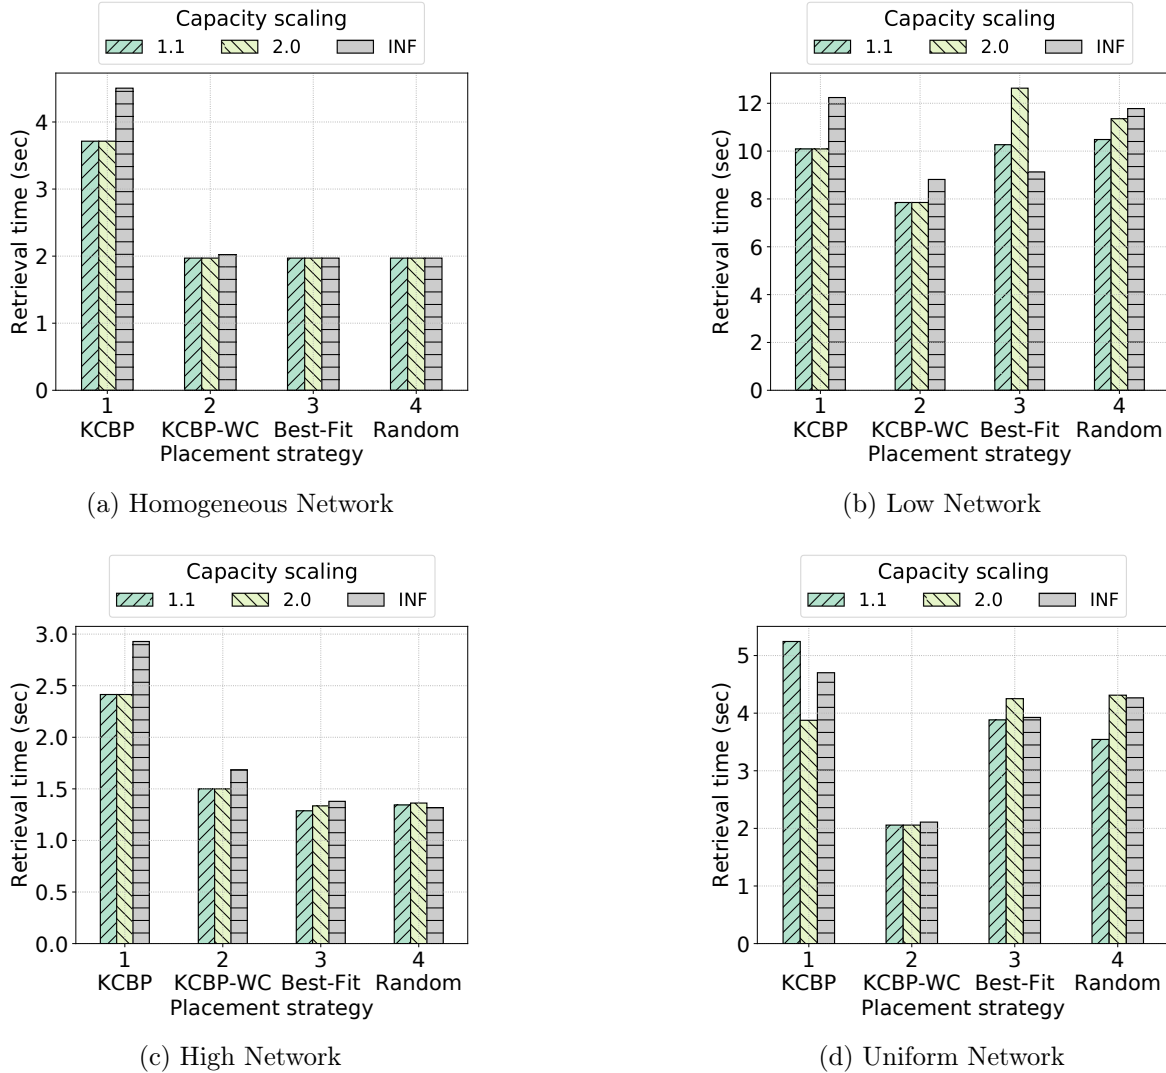 Capacity scaling
1.1 2.0 INF
Retrieval time (sec)
4
3
2
1
0
1 2 3 4
KCBP KCBP-WC Best-Fit Random
Placement strategy
(a) Homogeneous Network
Capacity scaling
1.1 2.0 INF
Retrieval time (sec)
12
10
8
6
4
2
0
1 2 3 4
KCBP KCBP-WC Best-Fit Random
Placement strategy
(b) Low Network
Capacity scaling
1.1 2.0 INF
Retrieval time (sec)
3.0
2.5
2.0
1.5
1.0
0.5
0.0
1 2 3 4
KCBP KCBP-WC Best-Fit Random
Placement strategy
(c) High Network
Capacity scaling
1.1 2.0 INF
Retrieval time (sec)
5
4
3
2
1
0
1 2 3 4
KCBP KCBP-WC Best-Fit Random
Placement strategy
(d) Uniform Network